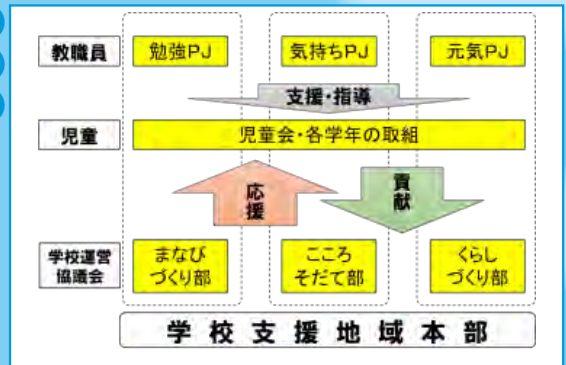 教職員
勉強PJ
気持ちPJ
元気PJ
支援・指導
児童
児童会・各学年の取組
応援
貢献
学校運営
協議会
まなび
づくり部
こころ
そだて部
くらし
づくり部
学校支援地域本部